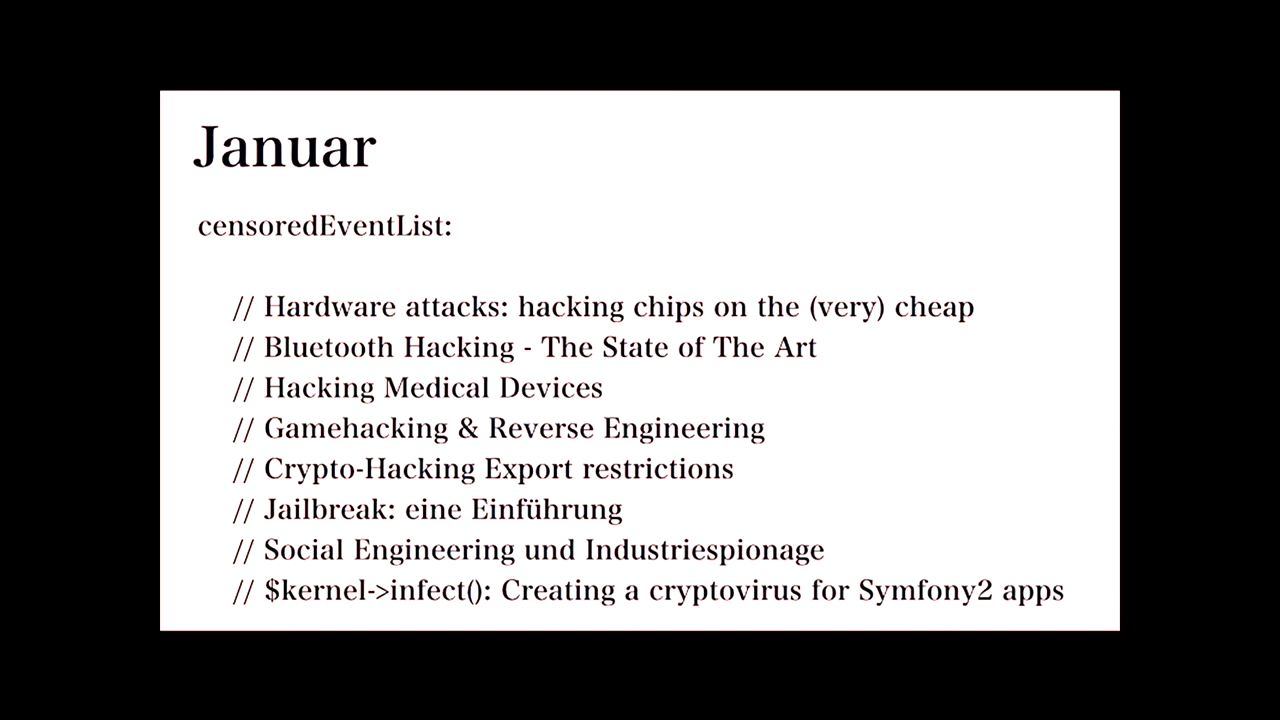 Januar
censoredEventList:
// Hardware attacks: hacking chips on the (very) cheap
// Bluetooth Hacking - The State of The Art
// Hacking Medical Devices
// Gamehacking & Reverse Engineering
// Crypto-Hacking Export restrictions
// Jailbreak: eine Einführung
// Social Engineering und Industriespionage
// $kernel->infect(): Creating a cryptovirus for Symfony2 apps